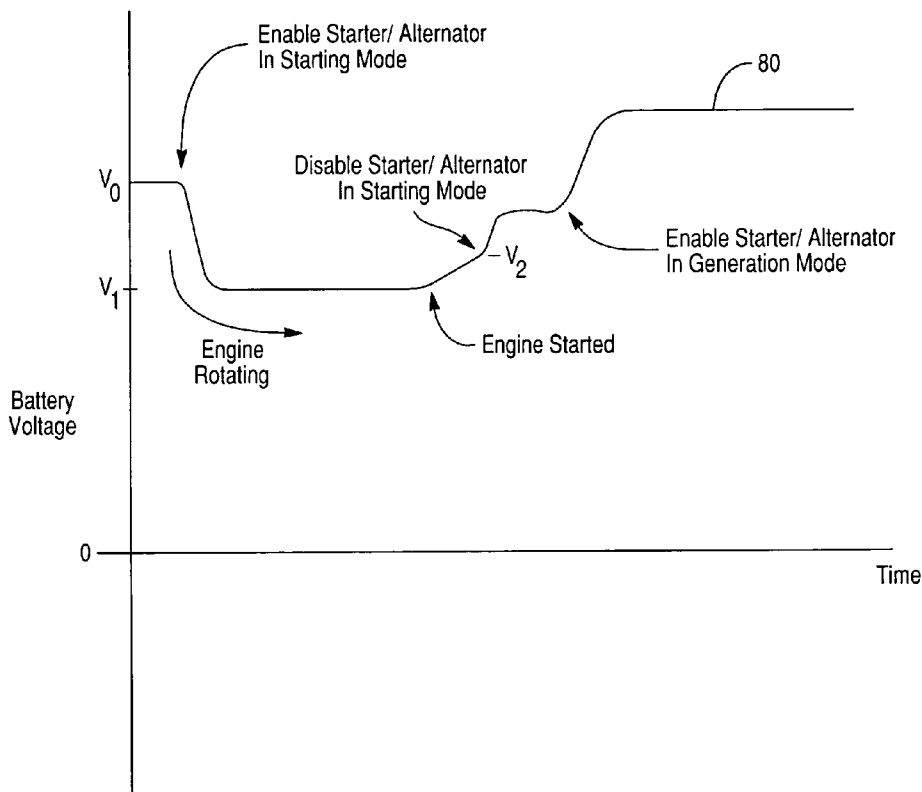 Enable Starter/ Alternator
In Starting Mode
80
V0
Disable Starter/ Alternator
In Starting Mode
Enable Starter/ Alternator
In Generation Mode
V2
V1
Engine Started
Engine
Rotating
Battery
Voltage
0
Time